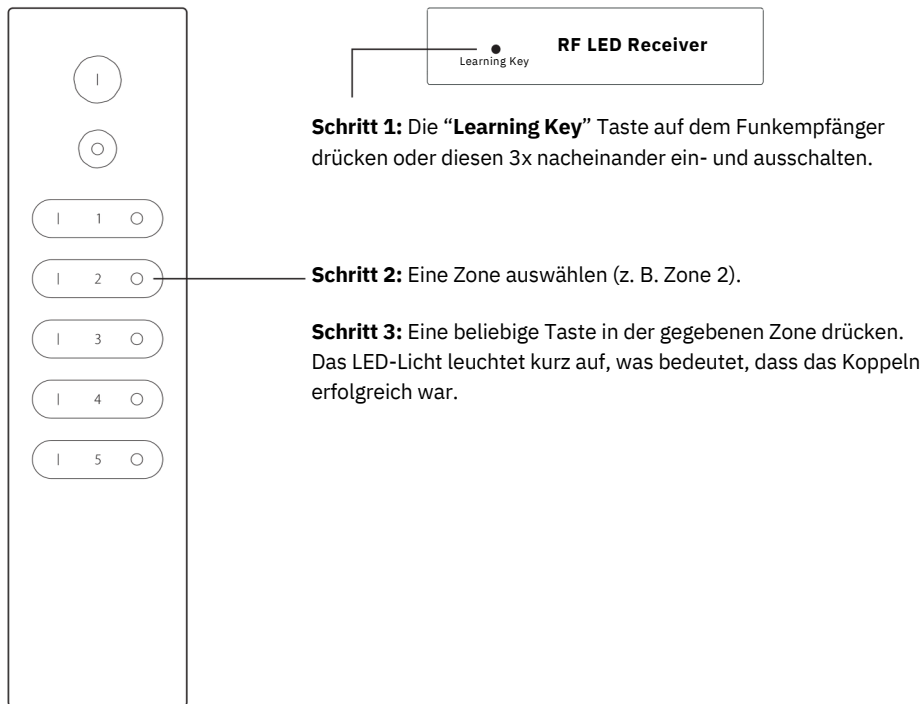 RF LED Receiver
Learning Key
Schritt 1: Die “Learning Key” Taste auf dem Funkempfänger
drücken oder diesen 3x nacheinander ein- und ausschalten.
I
O
I 1 O
I 2 O
Schritt 2: Eine Zone auswählen (z. B. Zone 2).
I 3 O
Schritt 3: Eine beliebige Taste in der gegebenen Zone drücken.
Das LED-Licht leuchtet kurz auf, was bedeutet, dass das Koppeln
erfolgreich war.
I 4 O
I 5 O